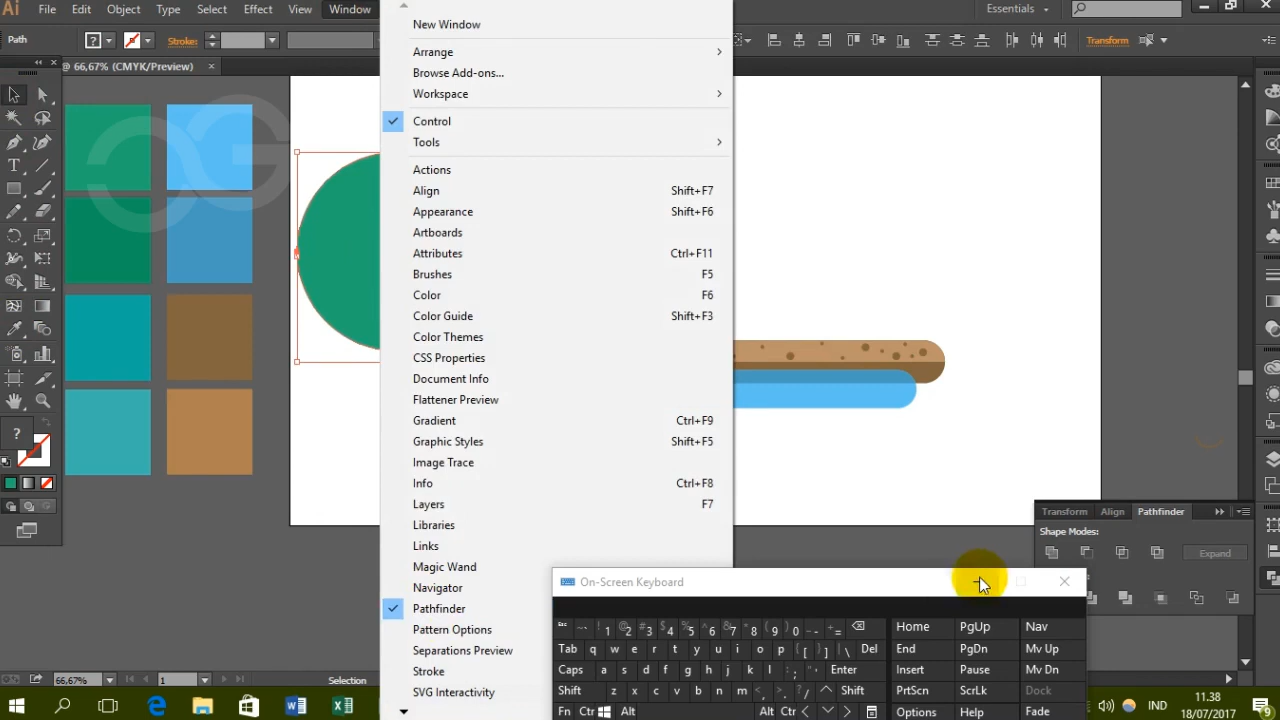 Ai File Edit Object Type Select Effect View Window Essentials
Path Stroke: Transform
@ 66,67% (CMYK/Preview) ×
New Window
Arrange
Browse Add-ons...
Workspace
Control
Tools
Actions
Align Shift+F7
Appearance Shift+F6
Artboards
Attributes Ctrl+F11
Brushes F5
Color F6
Color Guide Shift+F3
Color Themes
CSS Properties
Document Info
Flattener Preview
Gradient Ctrl+F9
Graphic Styles Shift+F5
Image Trace
Info Ctrl+F8
Layers F7
Libraries
Links
Magic Wand
Navigator
Pathfinder
Pattern Options
Separations Preview
Stroke
SVG Interactivity
?
Transform Align Pathfinder
Shape Modes:
Expand
On-Screen Keyboard
Esc ~ ` ! 1 @ 2 # 3 $ 4 % 5 ^ 6 & 7 * 8 ( 9 ) 0 _ - + = Home PgUp Nav
Tab q w e r t y u i o p { [ } ] | \ Del End PgDn Mv Up
Caps a s d f g h j k l : ; " ' Enter Insert Pause Mv Dn
Shift z x c v b n m < , > . ? / Shift PrtScn ScrLk Dock
Fn Ctrl Alt Alt Ctrl Options Help Fade
66,67% 1 Selection
IND 11.38
18/07/2017